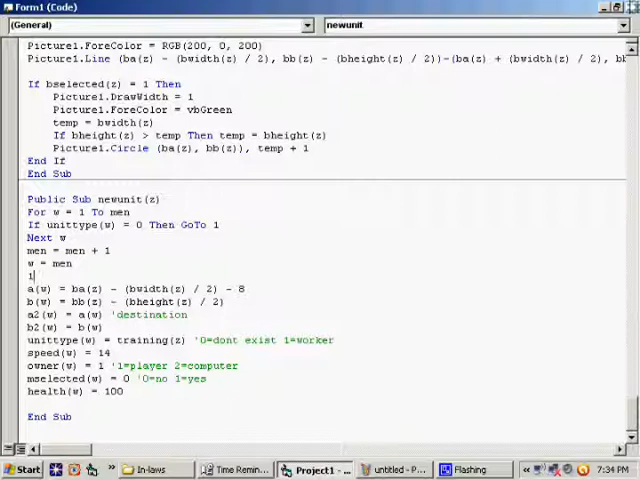 Form1 (Code)
(General)
newunit
Picture1.ForeColor = RGB(200, 0, 200)
Picture1.Line (ba(z) - (bwidth(z) / 2), bb(z) - (bheight(z) / 2))-(ba(z) + (bwidth(z) / 2), bb
If bselected(z) = 1 Then
Picture1.DrawWidth = 1
Picture1.ForeColor = vbGreen
temp = bwidth(z)
If bheight(z) > temp Then temp = bheight(z)
Picture1.Circle (ba(z), bb(z)), temp + 1
End If
End Sub
Public Sub newunit(z)
For w = 1 To men
If unittype(w) = 0 Then GoTo 1
Next w
men = men + 1
w = men
1
a(w) = ba(z) - (bwidth(z) / 2) - 8
b(w) = bb(z) - (bheight(z) / 2)
a2(w) = a(w) 'destination
b2(w) = b(w)
unittype(w) = training(z) '0=dont exist 1=worker
speed(w) = 14
owner(w) = 1 '1=player 2=computer
mselected(w) = 0 '0=no 1=yes
health(w) = 100
End Sub
Start
»
In-laws
Time Remin...
Project1 - ...
untitled - P...
Flashing
«
7:34 PM